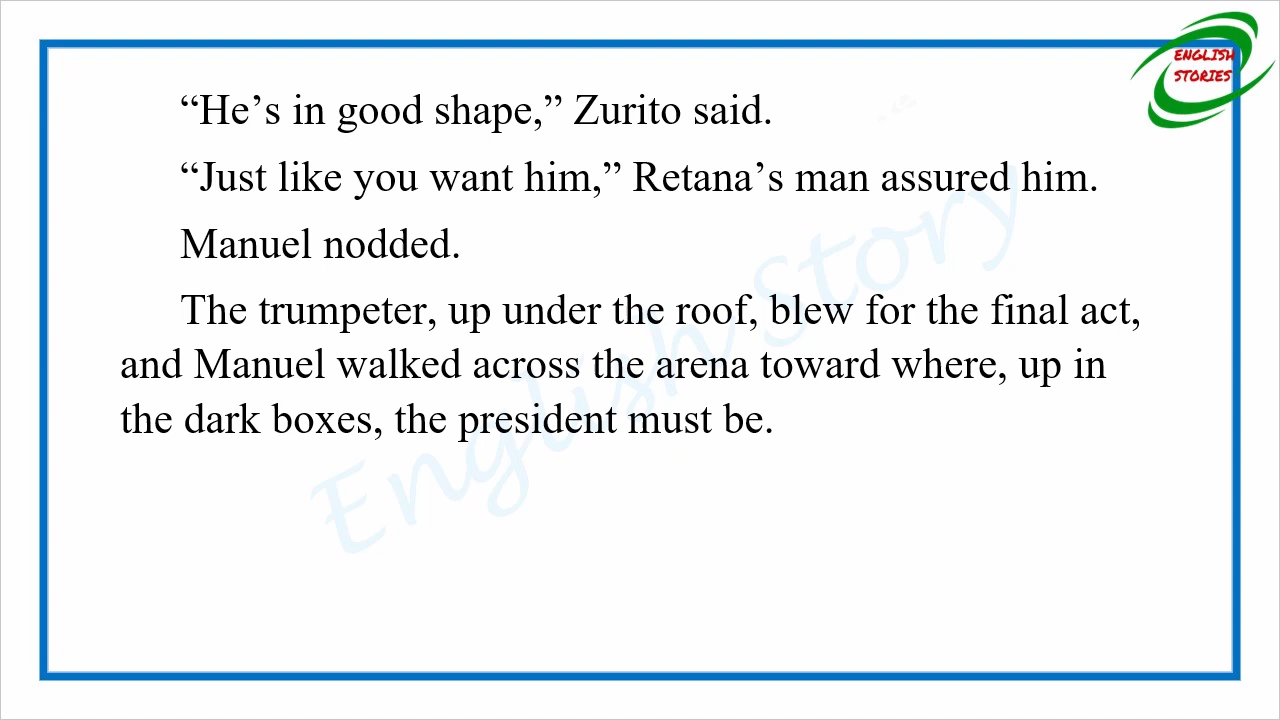 ENGLISH
STORIES
“He’s in good shape,” Zurito said.
“Just like you want him,” Retana’s man assured him.
Manuel nodded.
The trumpeter, up under the roof, blew for the final act,
and Manuel walked across the arena toward where, up in
the dark boxes, the president must be.
English Story